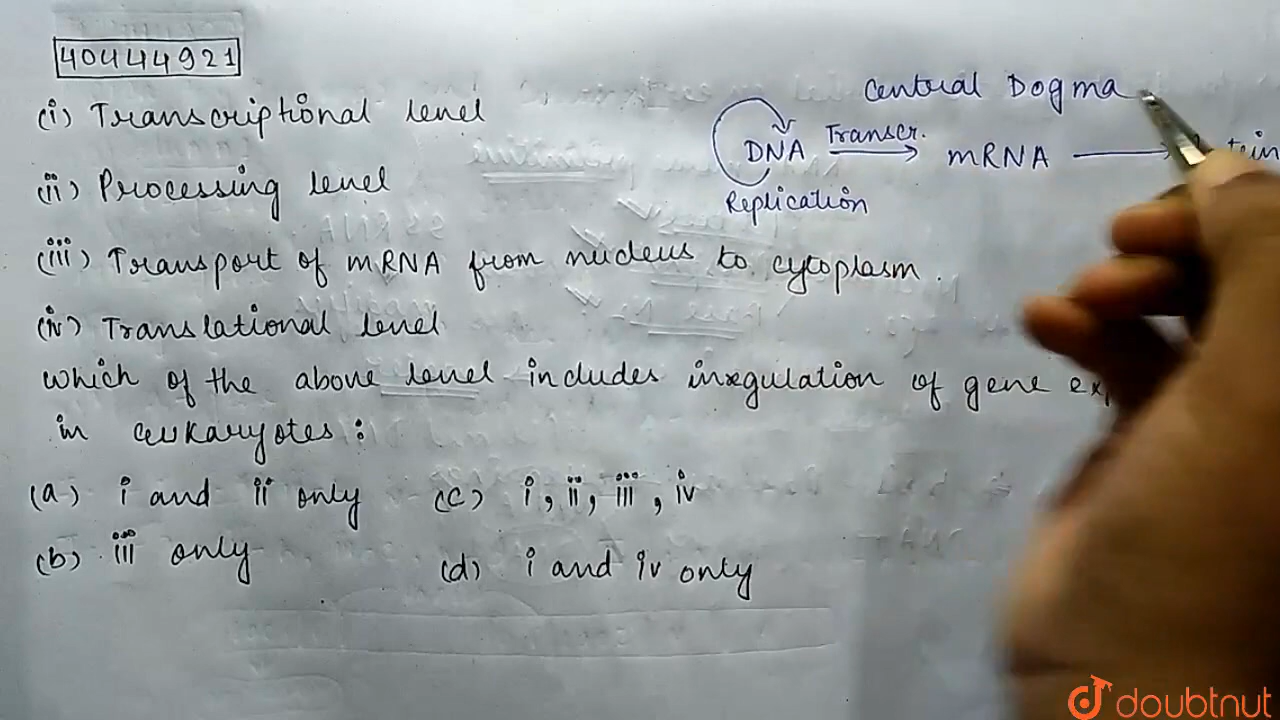 40444921
(i) Transcriptional level
(ii) Processing level
(iii) Transport of mRNA from nucleus to cytoplasm.
(iv) Translational level
which of the above level includes inregulation of gene
in eukaryotes:
(a) i and ii only
(b) iii only
(c) i, ii, iii, iv
(d) i and iv only
Central Dogma
DNA Transcr. mRNA
Replication
doubtnut